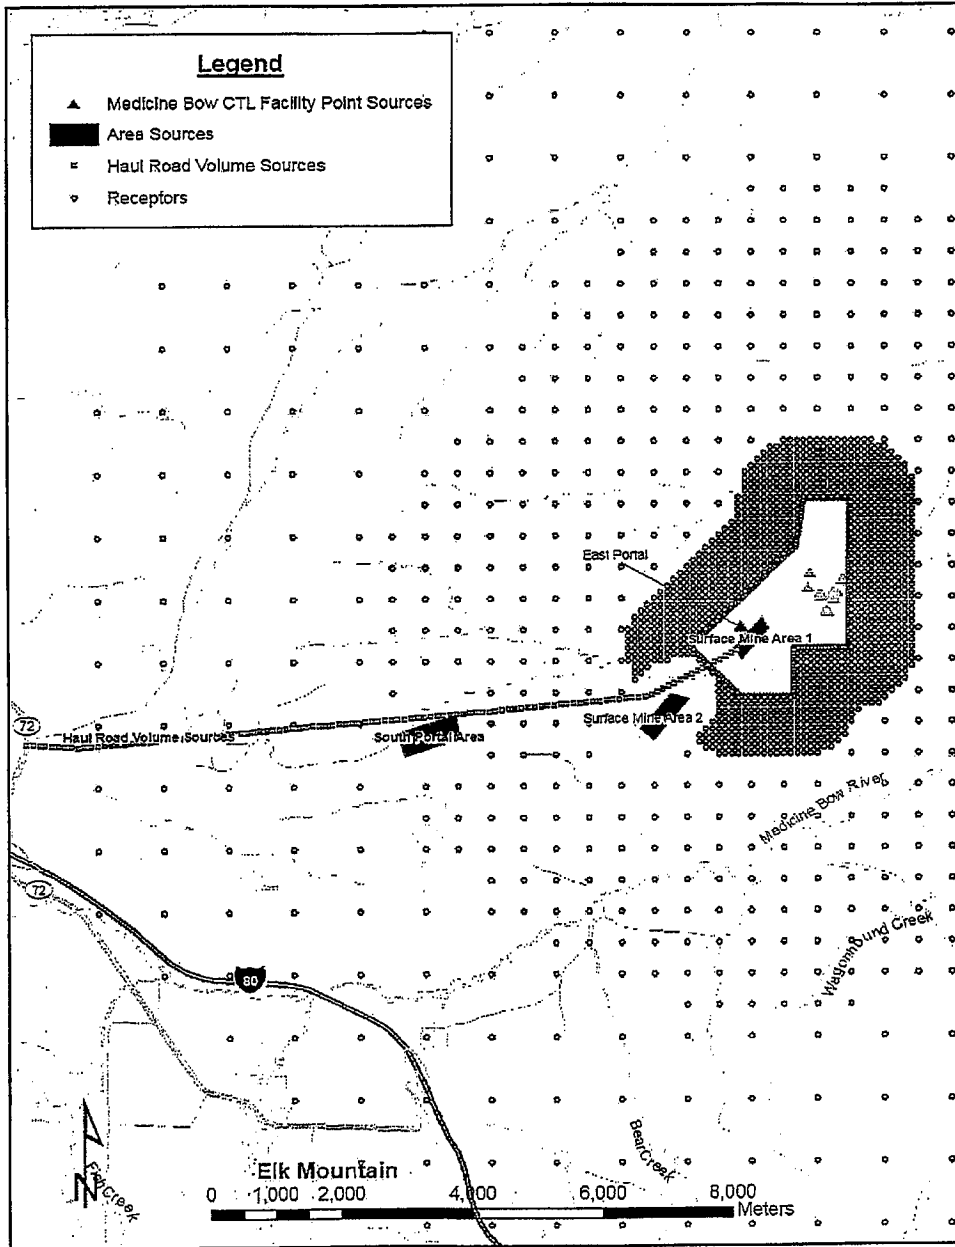 Legend
Medicine Bow CTL Facility Point Sources
Area Sources
Haul Road Volume Sources
Receptors
East Portal
Surface Mine Area 1
Surface Mine Area 2
72
Haul Road Volume Sources
South Portal Area
Medicine Bow River
72
Wagonhound Creek
80
Bear Creek
Fish Creek
N
Elk Mountain
0 1,000 2,000 4,000 6,000 8,000
Meters